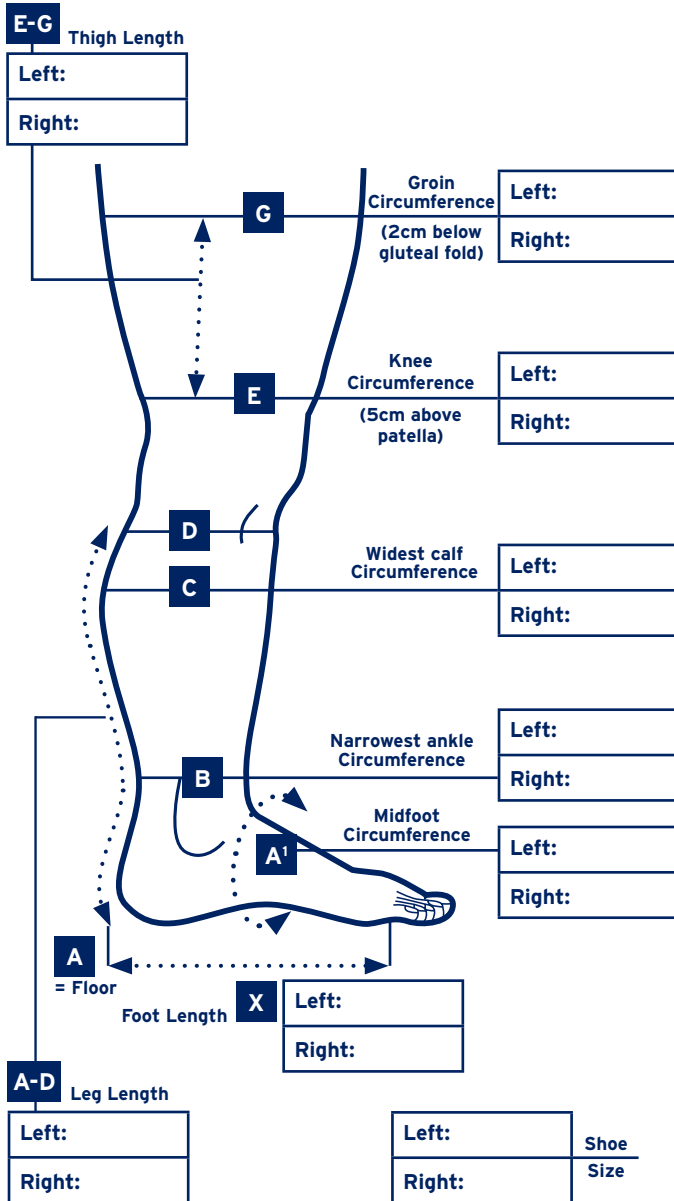 E-G
Thigh Length
Left:
Right:
G
Groin
Circumference
(2cm below
gluteal fold)
Left:
Right:
E
Knee
Circumference
(5cm above
patella)
Left:
Right:
D
C
Widest calf
Circumference
Left:
Right:
B
Narrowest ankle
Circumference
Left:
Right:
A¹
Midfoot
Circumference
Left:
Right:
A
= Floor
Foot Length
X
Left:
Right:
A-D
Leg Length
Left:
Right:
Left:
Right:
Shoe
Size